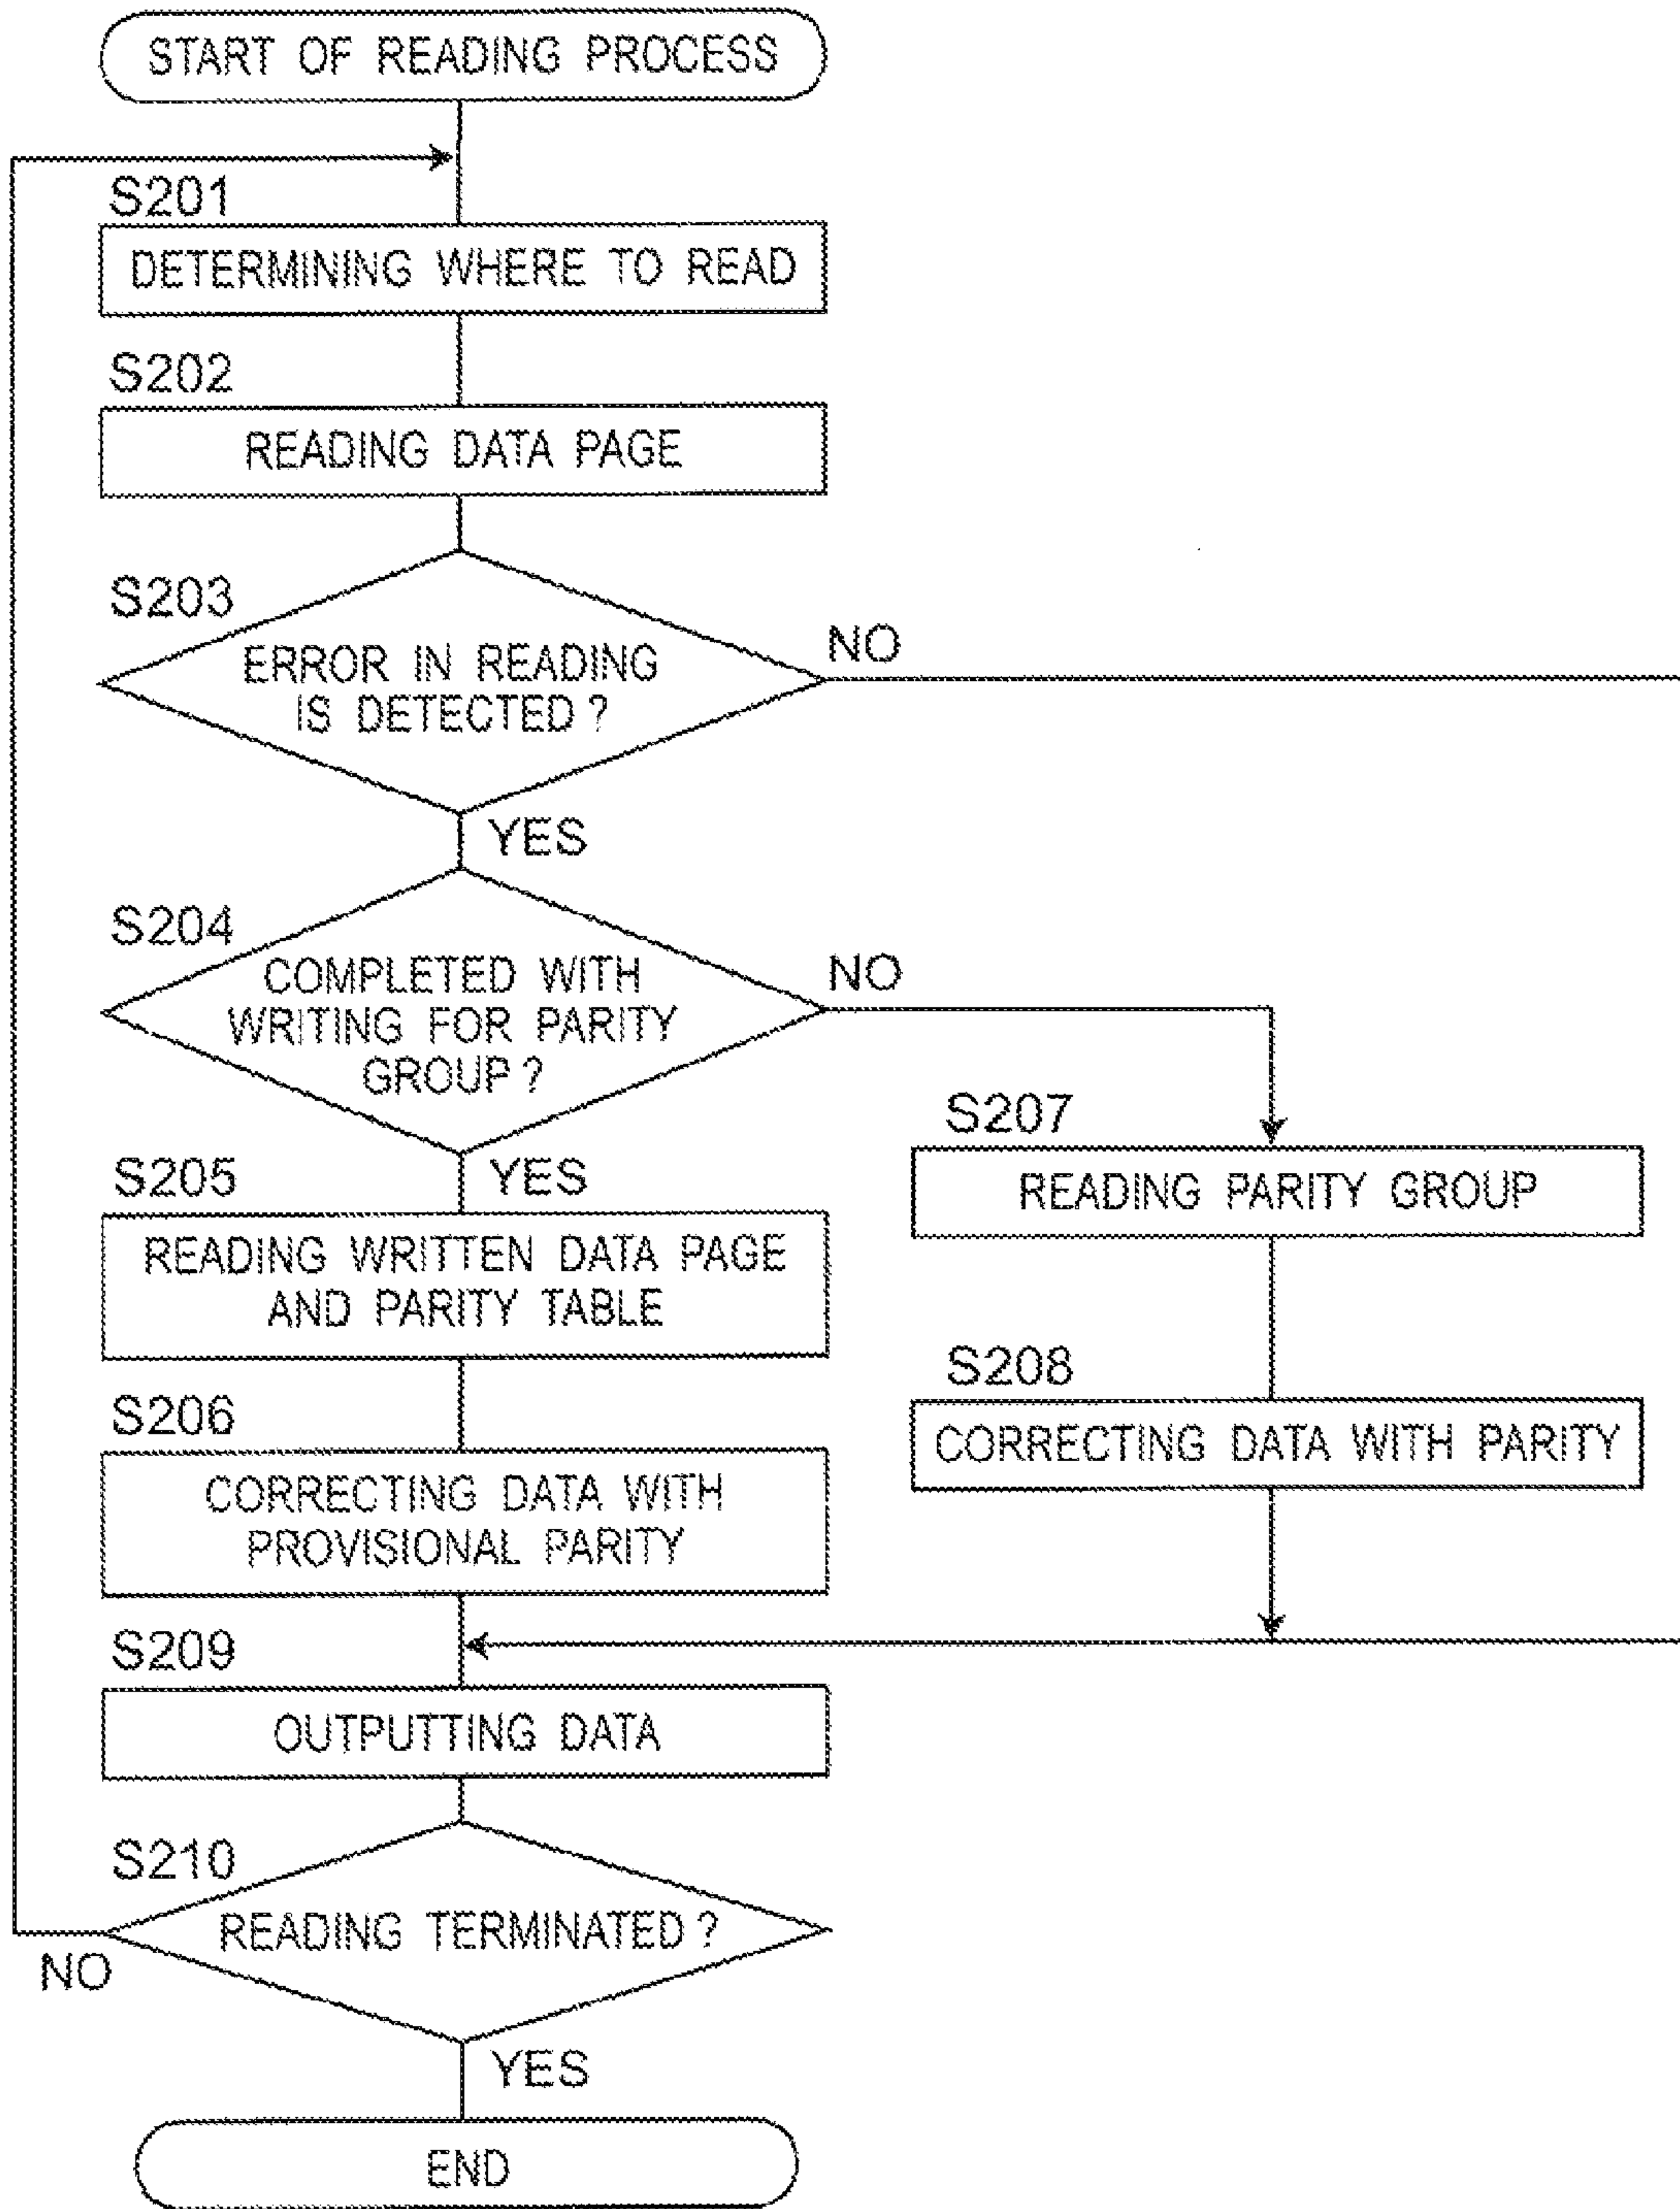 START OF READING PROCESS
S201
DETERMINING WHERE TO READ
S202
READING DATA PAGE
S203
ERROR IN READING
IS DETECTED ?
NO
YES
S204
COMPLETED WITH
WRITING FOR PARITY
GROUP ?
NO
YES
S205
READING WRITTEN DATA PAGE
AND PARITY TABLE
S206
CORRECTING DATA WITH
PROVISIONAL PARITY
S207
READING PARITY GROUP
S208
CORRECTING DATA WITH PARITY
S209
OUTPUTTING DATA
S210
READING TERMINATED ?
NO
YES
END